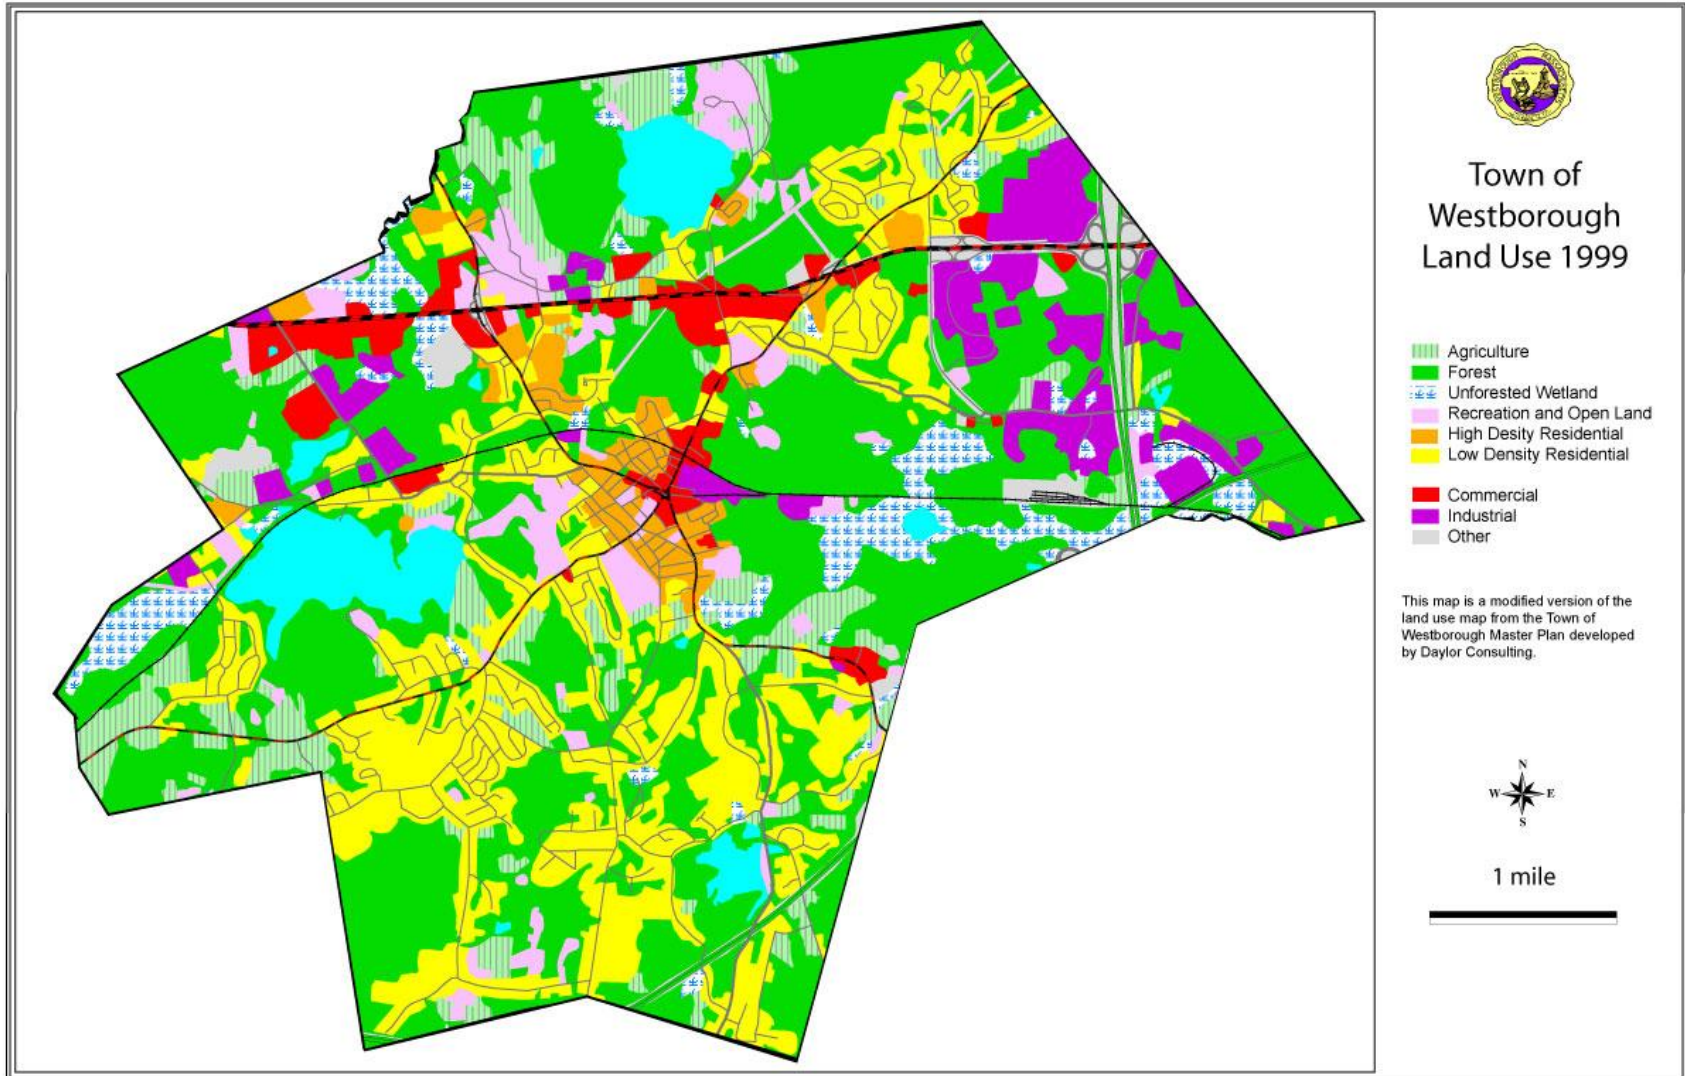 Town of
Westborough
Land Use 1999
Agriculture
Forest
Unforested Wetland
Recreation and Open Land
High Desity Residential
Low Density Residential
Commercial
Industrial
Other
This map is a modified version of the
land use map from the Town of
Westborough Master Plan developed
by Daylor Consulting.
N
W E
S
1 mile